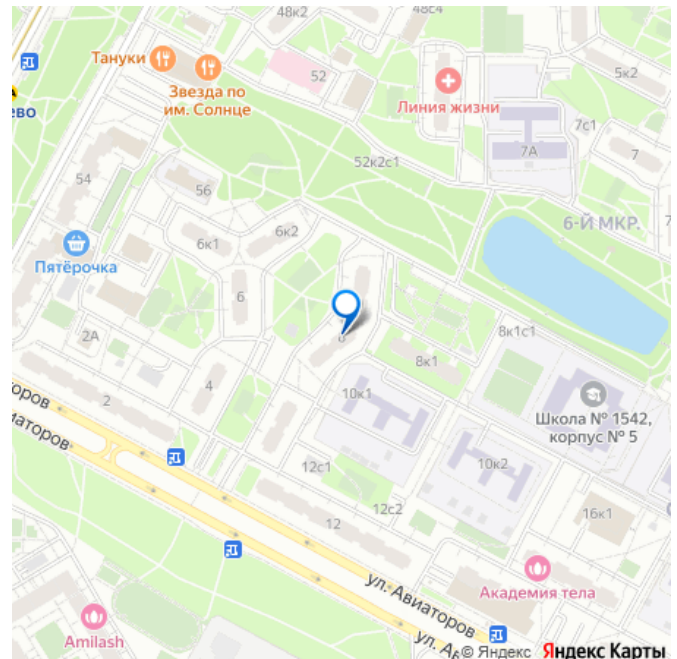 48к2
48с4
Тануки
Звезда по
им. Солнце
52
5к2
Линия жизни
7с1
7А
7
ево
54
52к2с1
56
6-Й МКР.
6к1
6к2
Пятёрочка
6
2А
8к1с1
8к1
4
10к1
2
Школа № 1542,
корпус № 5
12с1
10к2
12с2
12
16к1
ул. Авиаторов
Академия тела
Amilash
© Яндекс Яндекс Карты